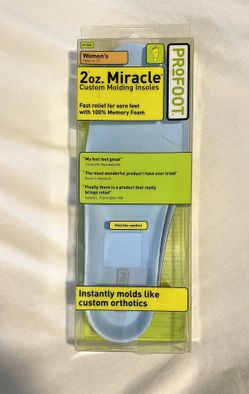 Women's
PROFOOT
2oz. Miracle
Custom Molding Insoles
Fast relief for sore feet
with 100% Memory Foam
"My feet feel great"
"The most wonderful product I have ever tried"
"Finally there is a product that really
brings relief"
Feel the comfort
PROFOOT
Instantly molds like
custom orthotics